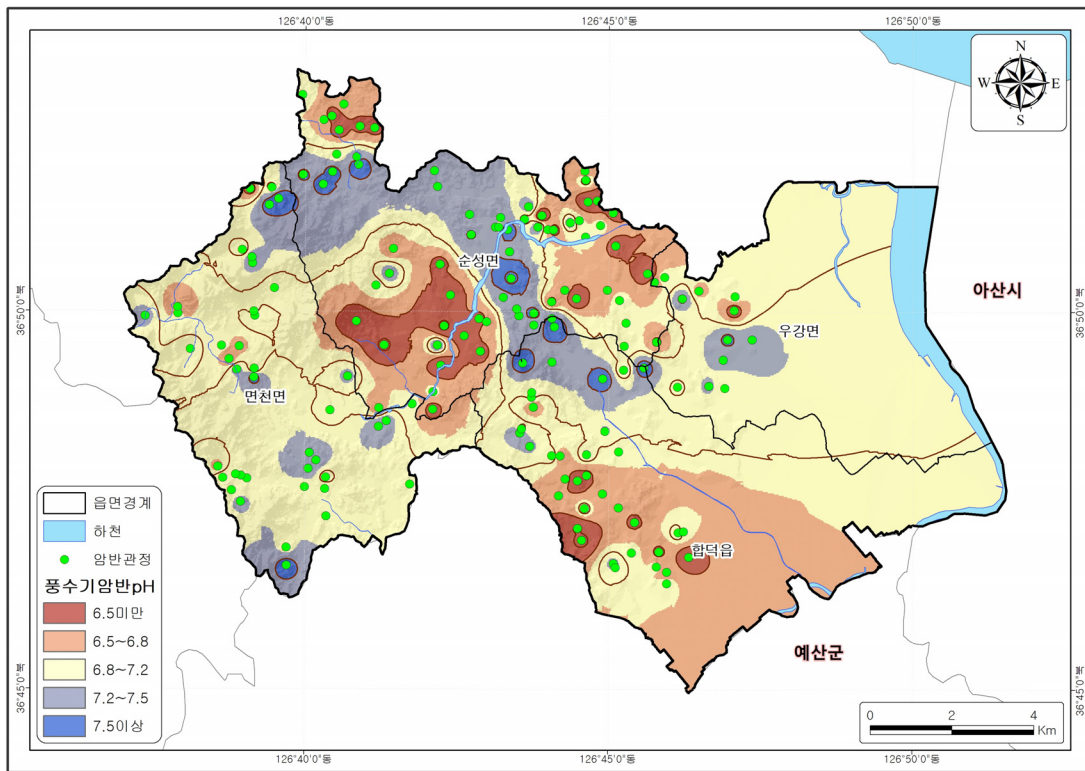 126°40'0"동
126°45'0"동
126°50'0"동
N
W
E
S
36°50'0"북
36°50'0"북
순성면
아산시
우강면
면천면
합덕읍
예산군
읍면경계
하천
암반관정
풍수기암반pH
6.5미만
6.5~6.8
6.8~7.2
7.2~7.5
7.5이상
36°45'0"북
36°45'0"북
0 2 4
Km
126°40'0"동
126°45'0"동
126°50'0"동